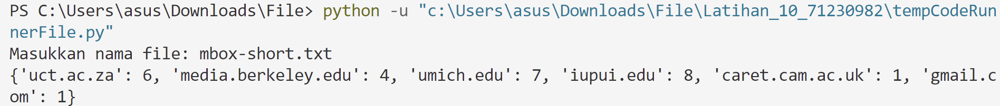 PS C:\Users\asus\Downloads\File> python -u "c:\Users\asus\Downloads\File\Latihan_10_71230982\tempCodeRun
nerFile.py"
Masukkan nama file: mbox-short.txt
{'uct.ac.za': 6, 'media.berkeley.edu': 4, 'umich.edu': 7, 'iupui.edu': 8, 'caret.cam.ac.uk': 1, 'gmail.c
om': 1}